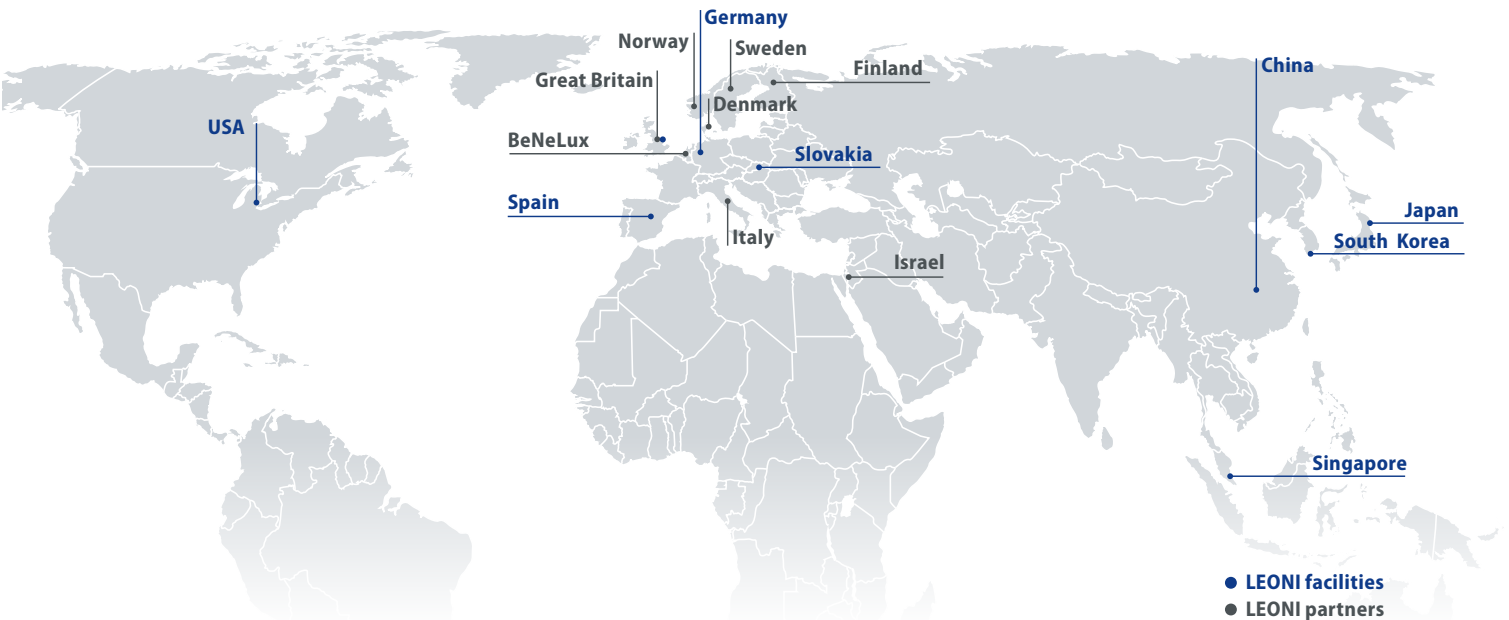 Germany
Norway
Sweden
Great Britain
Finland
China
Denmark
USA
BeNeLux
Slovakia
Spain
Japan
Italy
South Korea
Israel
Singapore
LEONI facilities
LEONI partners